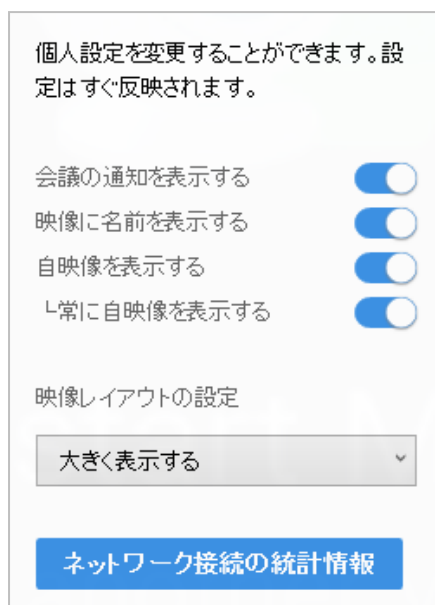 個人設定を変更することができます。設
定はすぐ反映されます。
会議の通知を表示する
映像に名前を表示する
自映像を表示する
└常に自映像を表示する
映像レイアウトの設定
大きく表示する
ネットワーク接続の統計情報